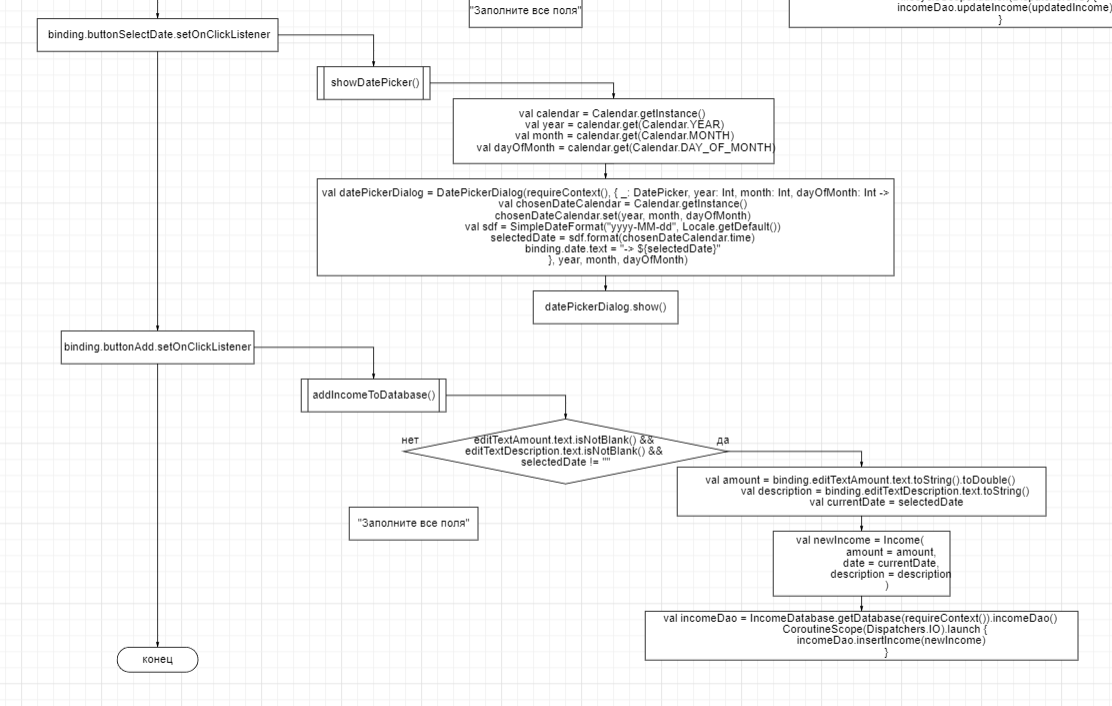 "Заполните все поля"
incomeDao.updateIncome(updatedIncome)
}
binding.buttonSelectDate.setOnClickListener
showDatePicker()
val calendar = Calendar.getInstance()
val year = calendar.get(Calendar.YEAR)
val month = calendar.get(Calendar.MONTH)
val dayOfMonth = calendar.get(Calendar.DAY_OF_MONTH)
val datePickerDialog = DatePickerDialog(requireContext(), { _: DatePicker, year: Int, month: Int, dayOfMonth: Int ->
val chosenDateCalendar = Calendar.getInstance()
chosenDateCalendar.set(year, month, dayOfMonth)
val sdf = SimpleDateFormat("yyyy-MM-dd", Locale.getDefault())
selectedDate = sdf.format(chosenDateCalendar.time)
binding.date.text = "-> ${selectedDate}"
}, year, month, dayOfMonth)
datePickerDialog.show()
binding.buttonAdd.setOnClickListener
addIncomeToDatabase()
нет
editTextAmount.text.isNotBlank() &&
editTextDescription.text.isNotBlank() &&
selectedDate != ""
да
val amount = binding.editTextAmount.text.toString().toDouble()
val description = binding.editTextDescription.text.toString()
val currentDate = selectedDate
"Заполните все поля"
val newIncome = Income(
amount = amount,
date = currentDate,
description = description
)
val incomeDao = IncomeDatabase.getDatabase(requireContext()).incomeDao()
CoroutineScope(Dispatchers.IO).launch {
incomeDao.insertIncome(newIncome)
}
конец